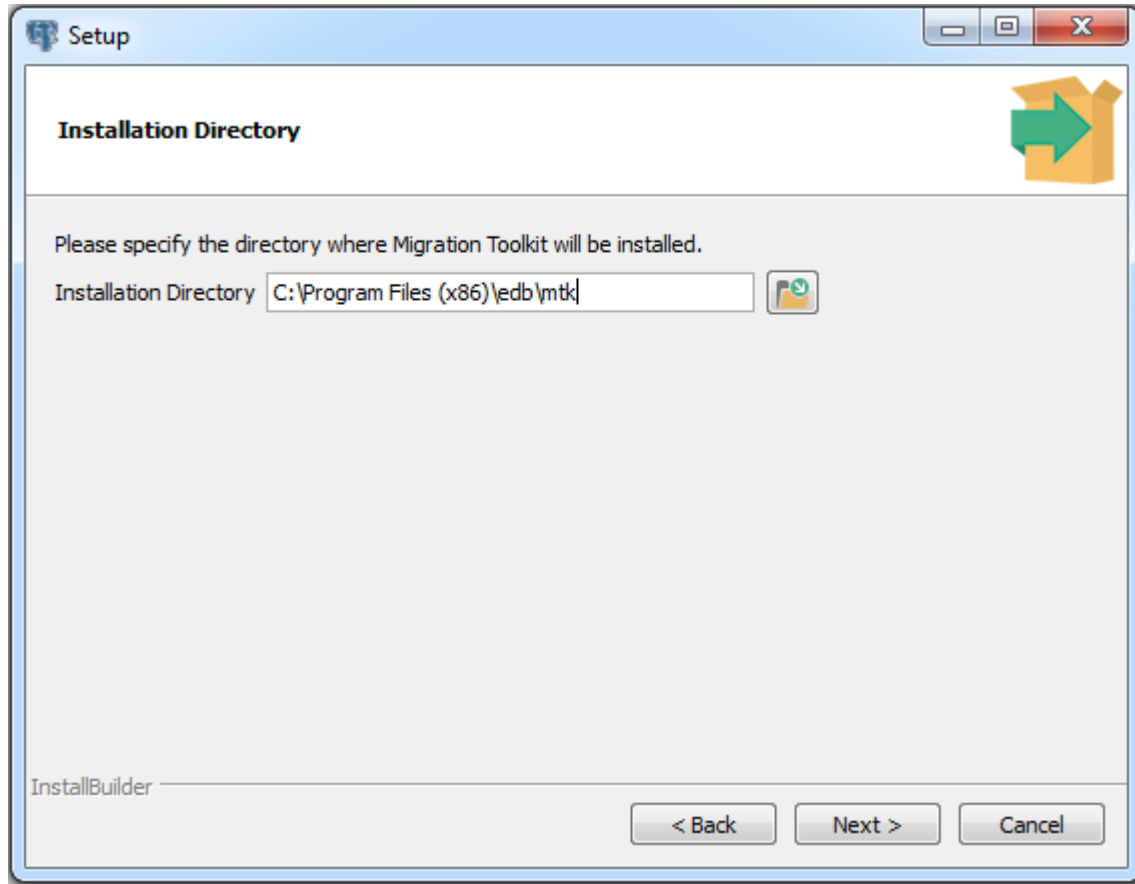 Setup
Installation Directory
Please specify the directory where Migration Toolkit will be installed.
Installation Directory C:\Program Files (x86)\edb\mtk
InstallBuilder
< Back Next > Cancel